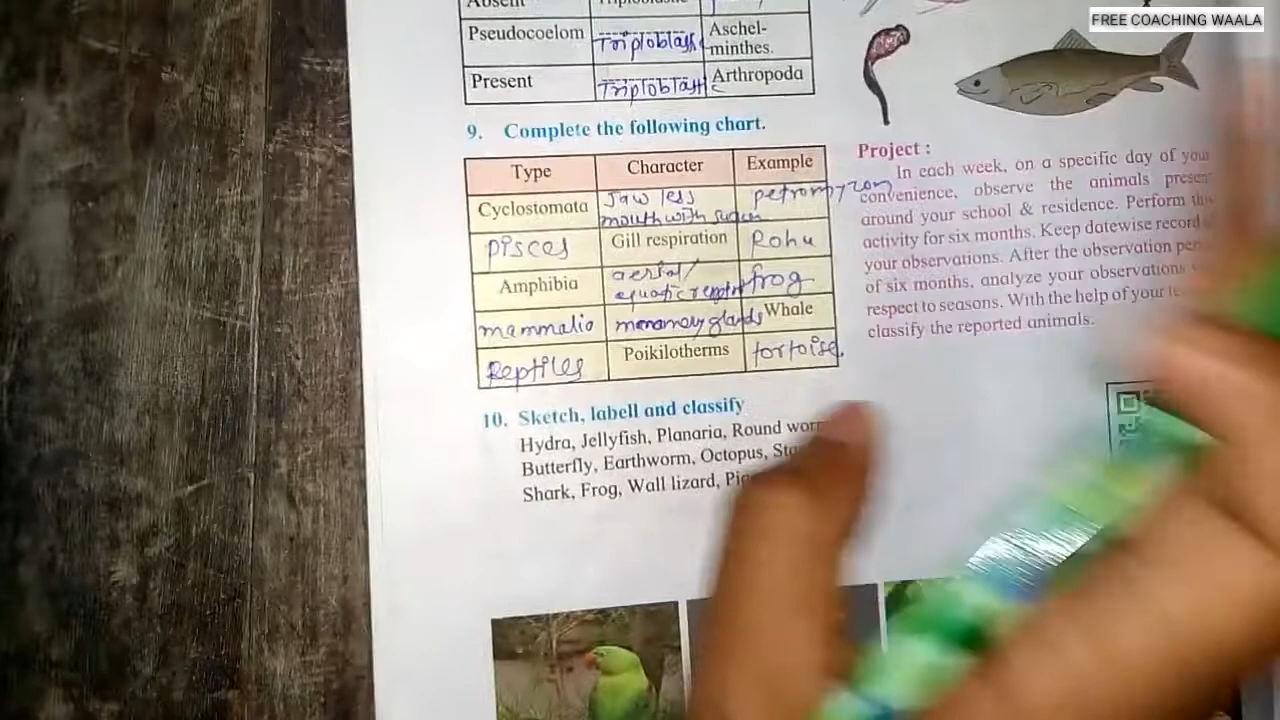 FREE COACHING WAALA
Absent
Pseudocoelom Triploblastic Aschel-
minthes.
Present Triploblastic Arthropoda
9. Complete the following chart.
Type Character Example
Cyclostomata Jaw less petromyzon
mouth with sucker
Pisces Gill respiration Rohu
Amphibia aerial/ frog
mammalia mammary glands Whale
Reptiles Poikilotherms tortoise.
10. Sketch, labell and classify
Hydra, Jellyfish, Planaria, Round
Butterfly, Earthworm, Octopus,
Shark, Frog, Wall lizard,
Project :
In each week, on a specific day of your
convenience, observe the animals present
around your school & residence. Perform
activity for six months. Keep datewise record
your observations. After the observation
of six months, analyze your observations
respect to seasons. With the help of your
classify the reported animals.